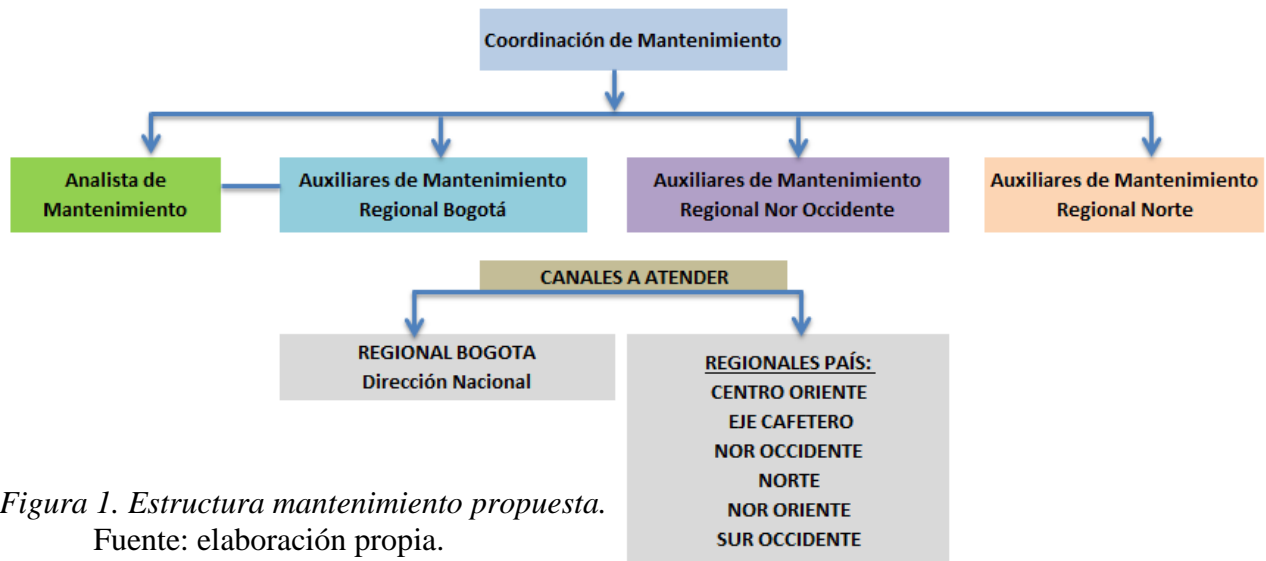 Coordinación de Mantenimiento
Analista de
Mantenimiento
Auxiliares de Mantenimiento
Regional Bogotá
Auxiliares de Mantenimiento
Regional Nor Occidente
Auxiliares de Mantenimiento
Regional Norte
CANALES A ATENDER
REGIONAL BOGOTA
Dirección Nacional
REGIONALES PAÍS:
CENTRO ORIENTE
EJE CAFETERO
NOR OCCIDENTE
NORTE
NOR ORIENTE
SUR OCCIDENTE
Figura 1. Estructura mantenimiento propuesta.
Fuente: elaboración propia.